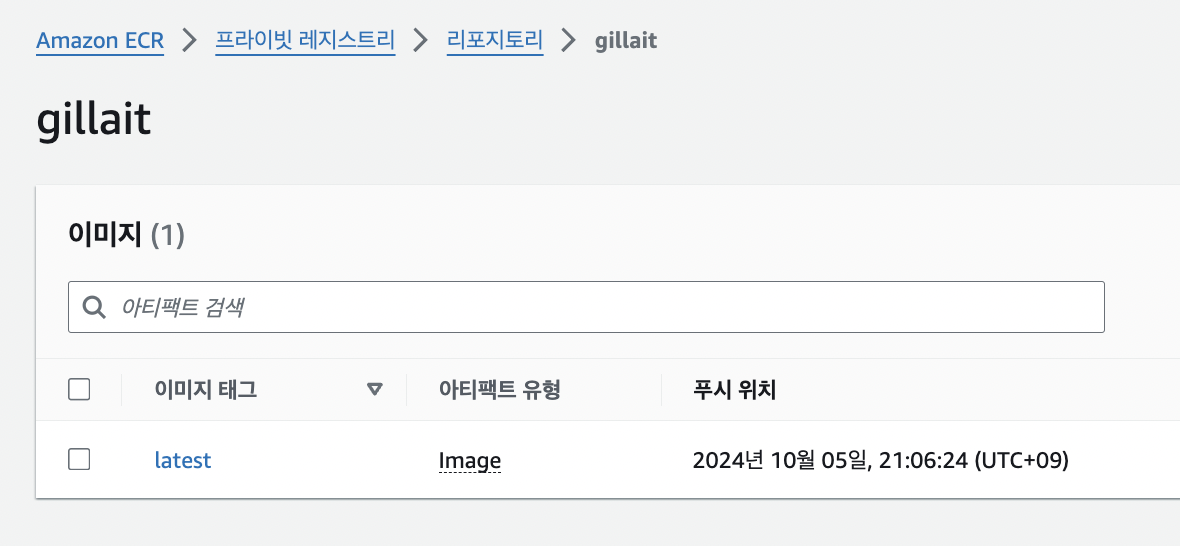 Amazon ECR > 프라이빗 레지스트리 > 리포지토리 > gillait
gillait
이미지 (1)
아티팩트 검색
이미지 태그 아티팩트 유형 푸시 위치
latest Image 2024년 10월 05일, 21:06:24 (UTC+09)